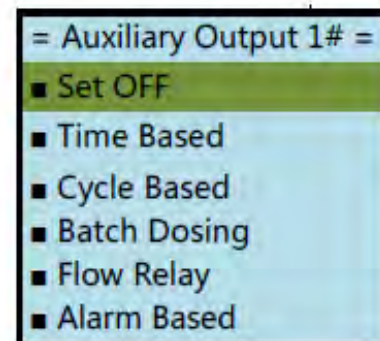 = Auxiliary Output 1# =
■ Set OFF
■ Time Based
■ Cycle Based
■ Batch Dosing
■ Flow Relay
■ Alarm Based